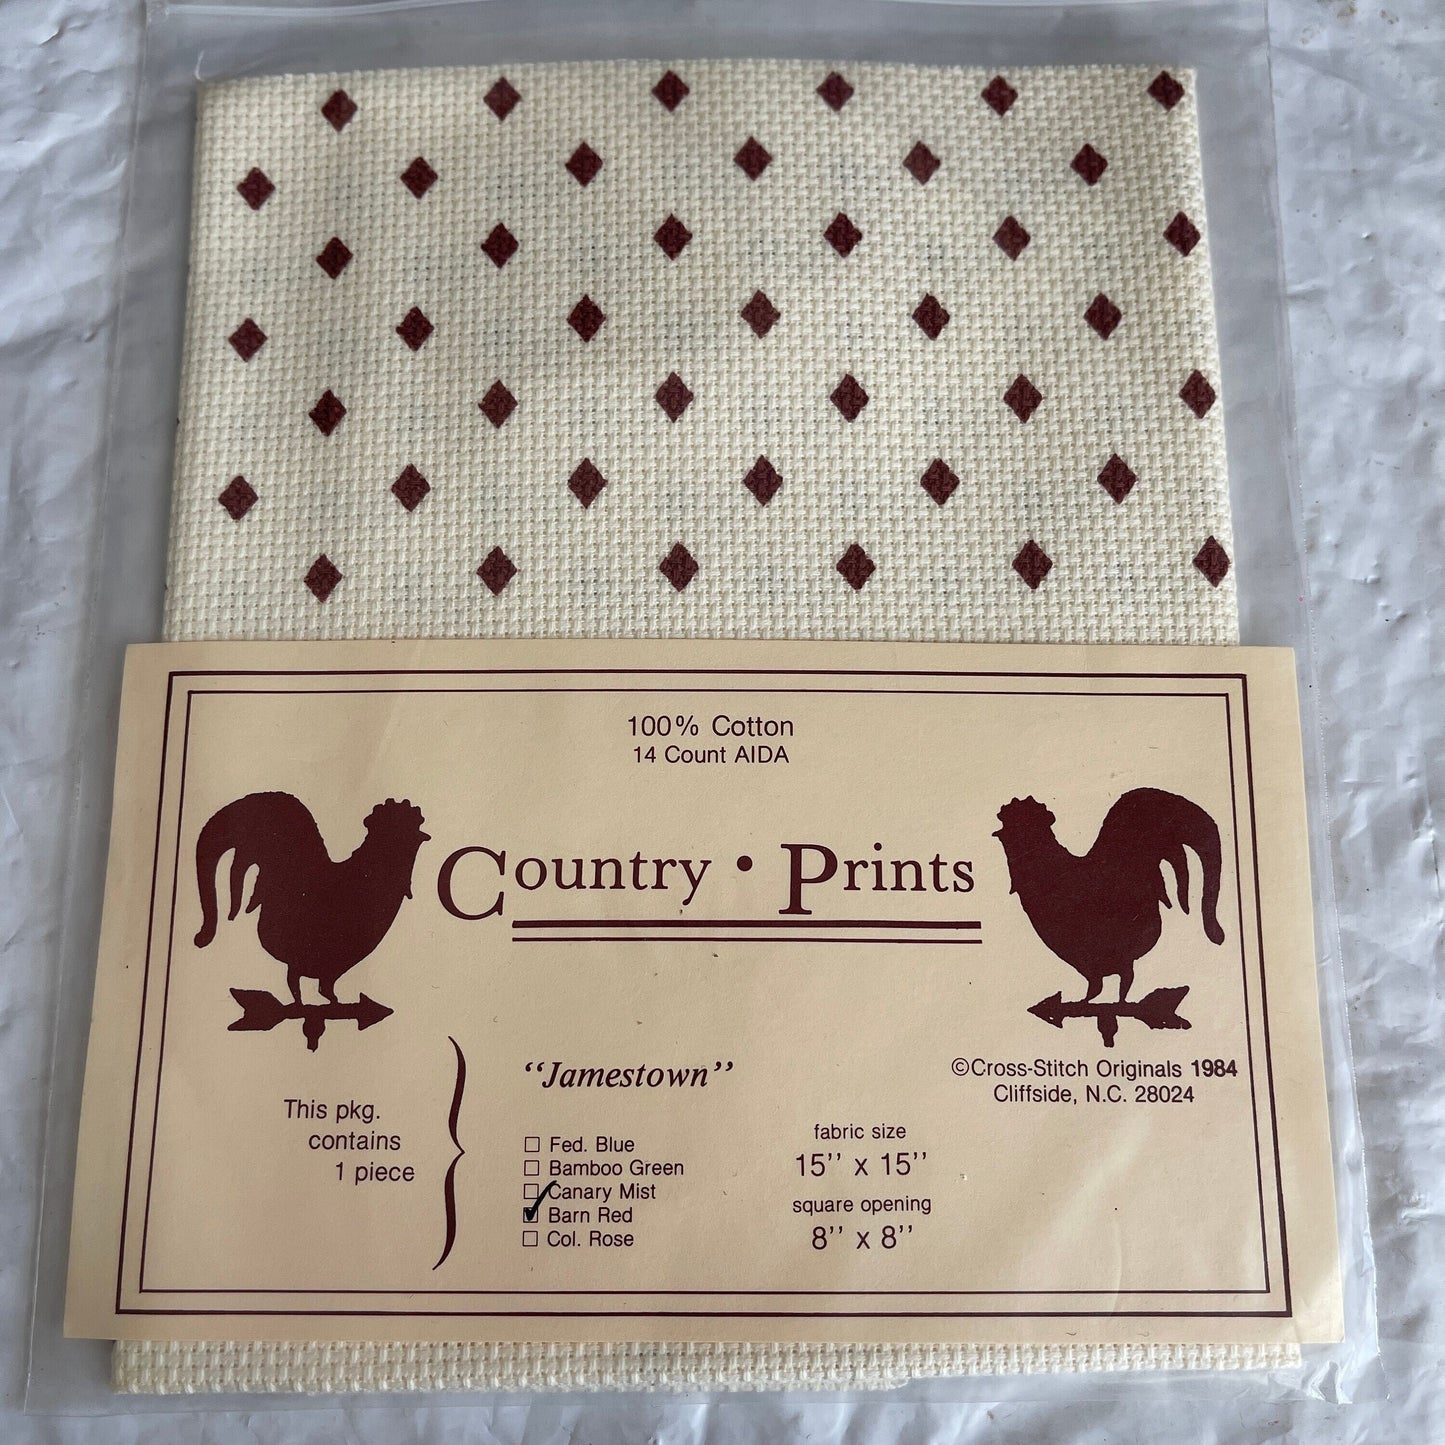 100% Cotton
14 Count AIDA
Country • Prints
“Jamestown”
©Cross-Stitch Originals 1984
Cliffside, N.C. 28024
This pkg.
contains
1 piece
☐ Fed. Blue
☐ Bamboo Green
☐ Canary Mist
☑ Barn Red
☐ Col. Rose
fabric size
15’’ x 15’’
square opening
8’’ x 8’’